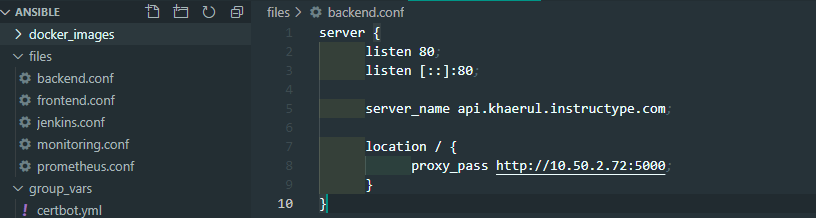 ANSIBLE
docker_images
files
backend.conf
frontend.conf
jenkins.conf
monitoring.conf
prometheus.conf
group_vars
! certbot.yml
files > backend.conf
1 server {
2 listen 80;
3 listen [::]:80;
4
5 server_name api.khaerul.instructype.com;
6
7 location / {
8 proxy_pass http://10.50.2.72:5000;
9 }
10 }